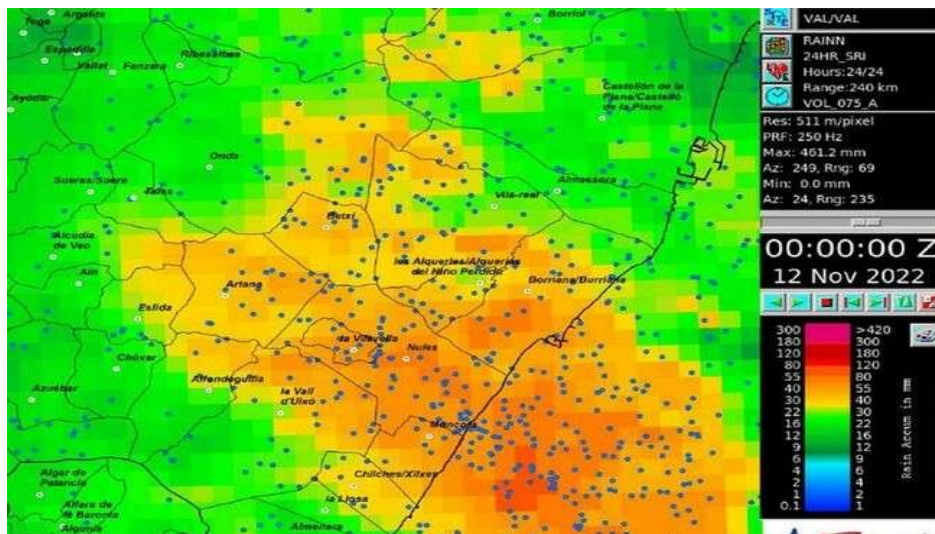 Argelita
Toga
Espadilla
Vallat
Fanzara
Ribesalbes
Borriol
Ayodar
Castellón de la
Plana/Castelló
de la Plana
Onda
Sueras/Suera
Tales
Almassora
Vila-real
Betxí
Alcudia
de Veo
les Alqueries/Alquerías
del Niño Perdido
Aín
Artana
Borriana/Burriana
Eslida
la Vilavella
Nules
Chóvar
Azuébar
Alfondeguilla
la Vall
d'Uixó
Moncofa
Chilches/Xilxes
Algar de
Palancia
la Llosa
Alfara de
la Baronia
Almenara
Algimia
VAL/VAL
RAINN
24HR_SRI
Hours:24/24
Range:240 km
VOL_075_A
Res: 511 m/pixel
PRF: 250 Hz
Max: 461.2 mm
Az: 249, Rng: 69
Min: 0.0 mm
Az: 24, Rng: 235
00:00:00 Z
12 Nov 2022
300 >420
180 300
120 180
80 120
55 80
40 55
30 40
22 30
16 22
12 16
9 12
6 9
4 6
2 4
1 2
0.1 1
Rain Accum in mm